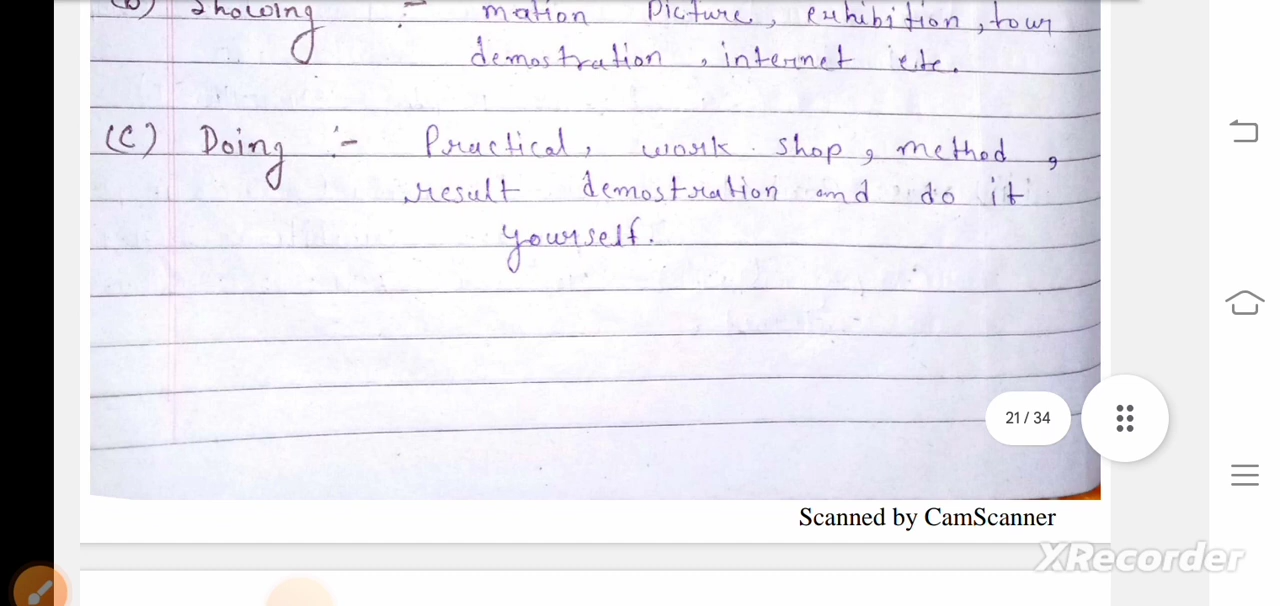 (b) Showing :- mation Picture, exhibition, tour
demostration, internet etc.
(C) Doing :- Practical, work shop, method,
result demostration and do it
yourself.
21 / 34
Scanned by CamScanner
XRecorder